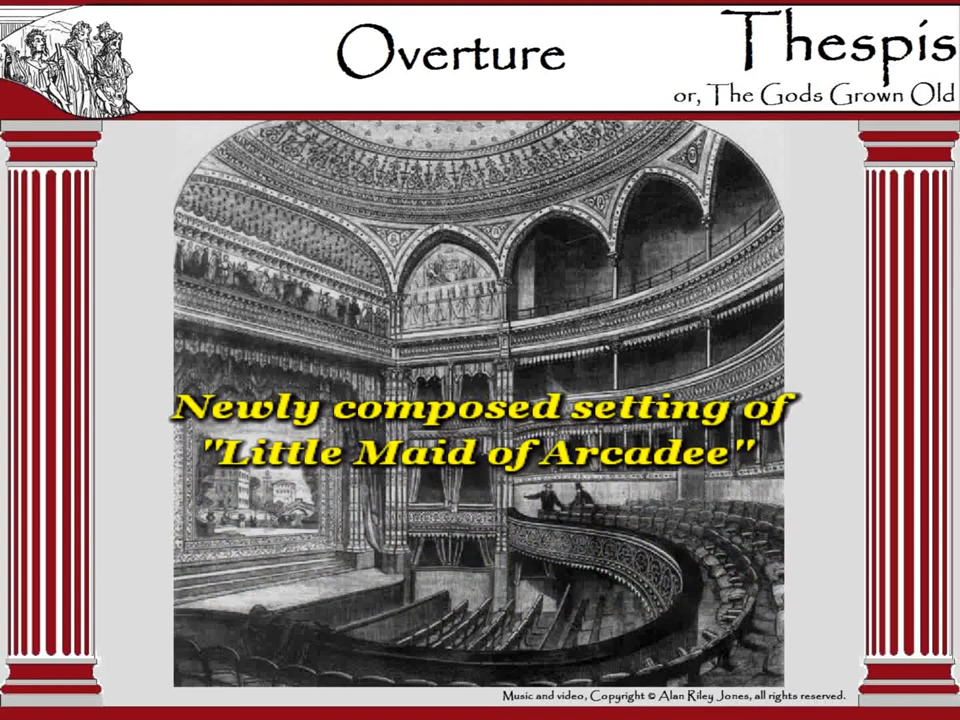 Overture
Thespis
or, The Gods Grown Old
Newly composed setting of
"Little Maid of Arcadee"
Music and video, Copyright © Alan Riley Jones, all rights reserved.